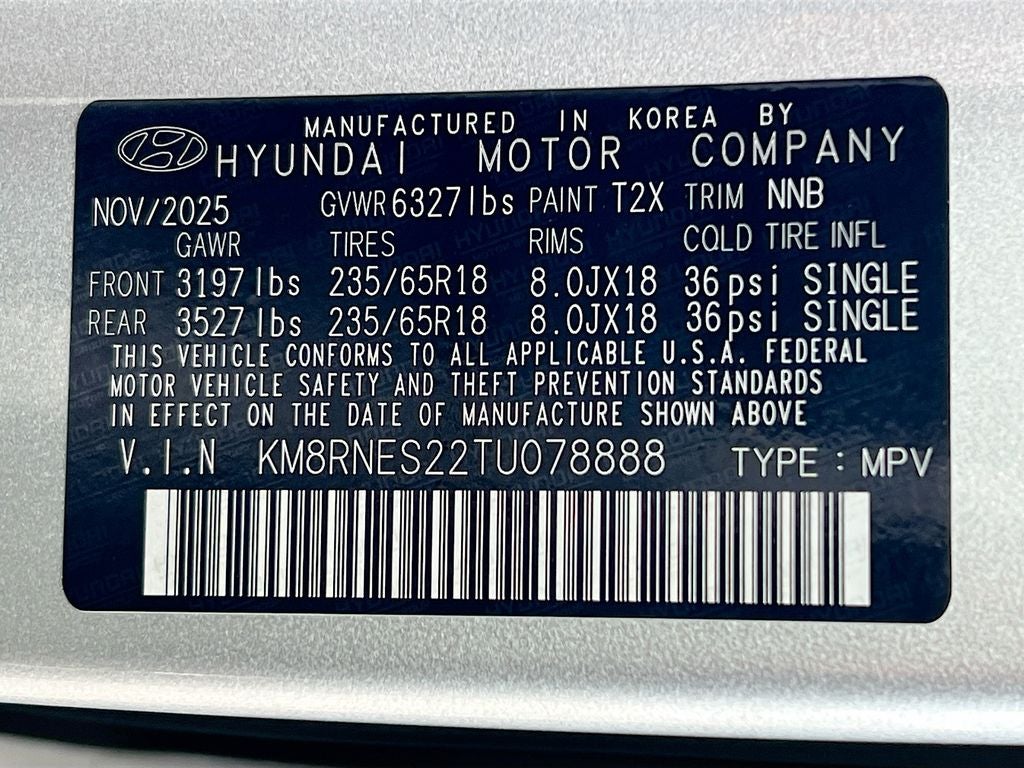 MANUFACTURED IN KOREA BY
HYUNDAI MOTOR COMPANY
NOV/2025 GVWR 6327lbs PAINT T2X TRIM NNB
GAWR TIRES RIMS COLD TIRE INFL
FRONT 3197lbs 235/65R18 8.0JX18 36psi SINGLE
REAR 3527lbs 235/65R18 8.0JX18 36psi SINGLE
THIS VEHICLE CONFORMS TO ALL APPLICABLE U.S.A. FEDERAL
MOTOR VEHICLE SAFETY AND THEFT PREVENTION STANDARDS
IN EFFECT ON THE DATE OF MANUFACTURE SHOWN ABOVE
V.I.N KM8RNES22TU078888 TYPE : MPV